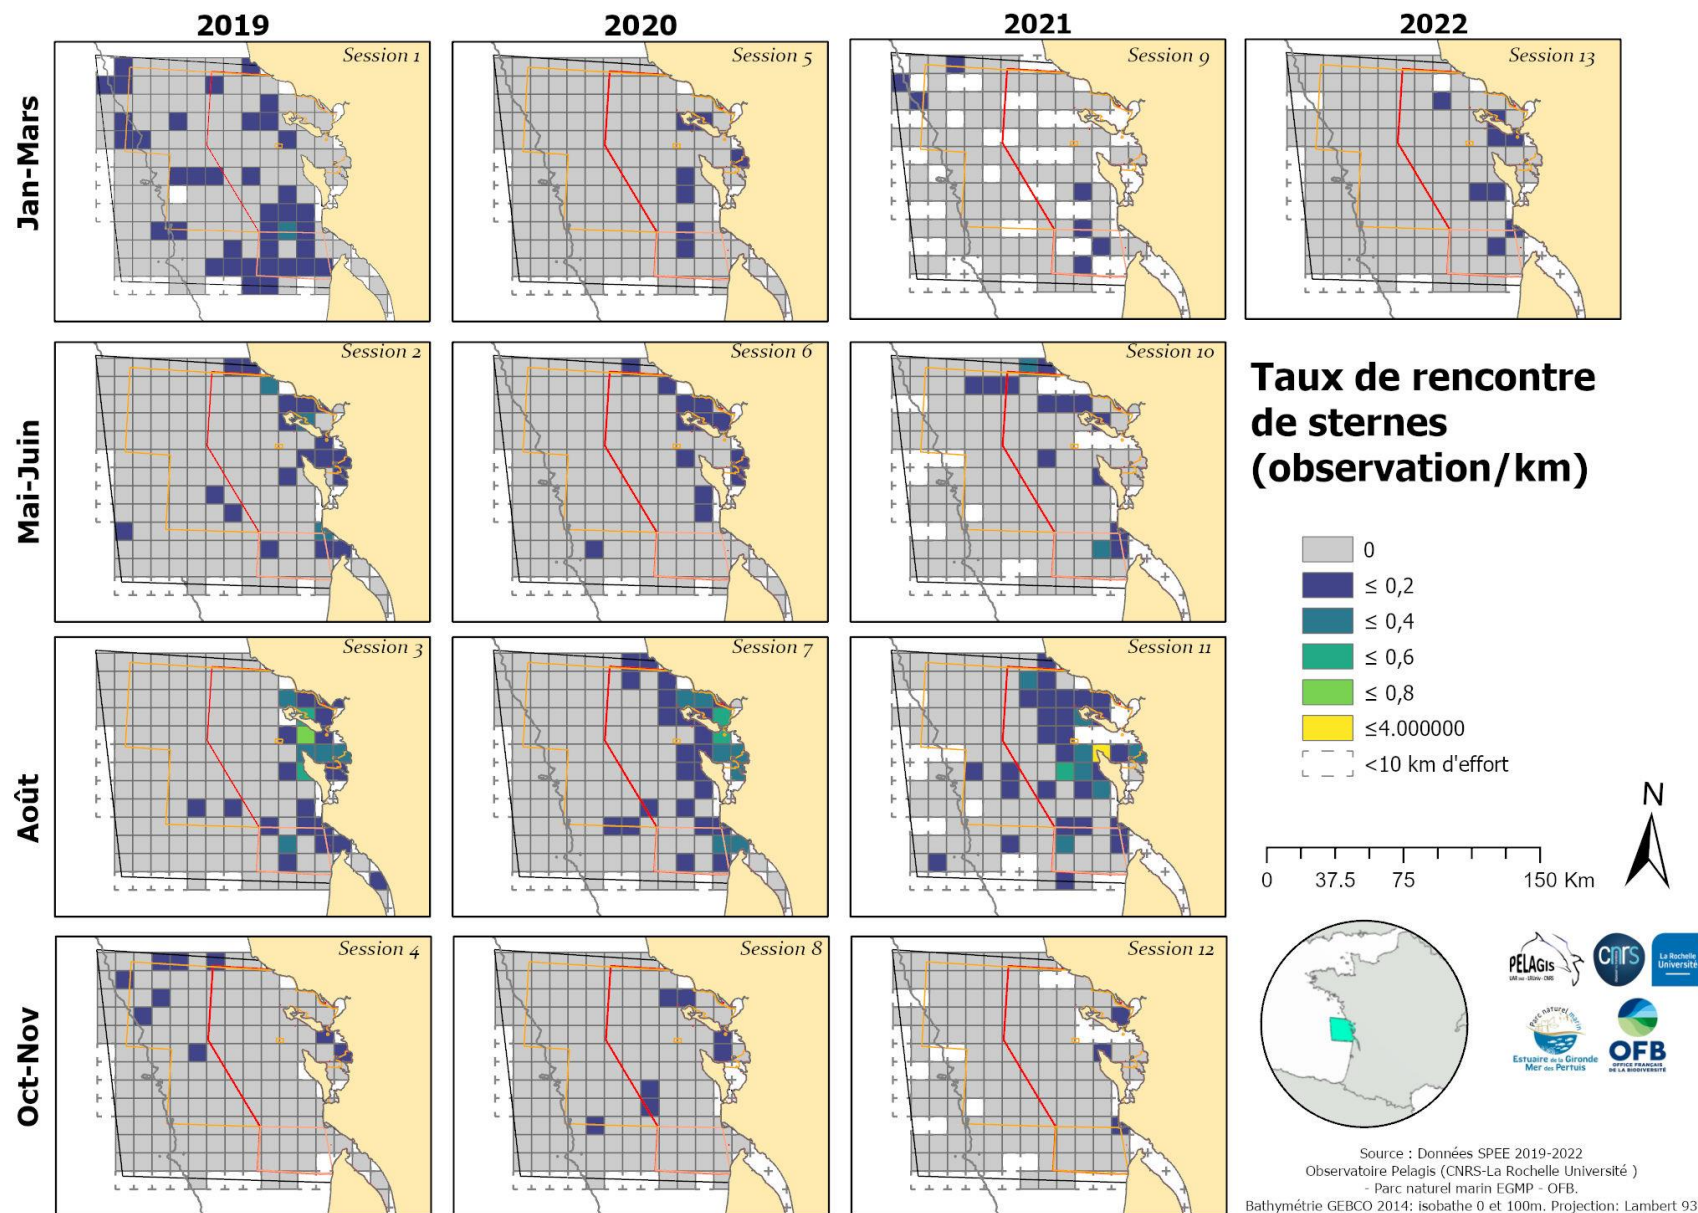 2019
2020
2021
2022
Jan-Mars
Session 1
Session 5
Session 9
Session 13
Mai-Juin
Session 2
Session 6
Session 10
Août
Session 3
Session 7
Session 11
Oct-Nov
Session 4
Session 8
Session 12
Taux de rencontre
de sternes
(observation/km)
0
≤ 0,2
≤ 0,4
≤ 0,6
≤ 0,8
≤4.000000
<10 km d'effort
N
0 37.5 75 150 Km
PELAGIS
cnrs
La Rochelle
Université
Parc naturel marin
Estuaire de la Gironde
Mer des Pertuis
OFB
OFFICE FRANÇAIS
DE LA BIODIVERSITÉ
Source : Données SPEE 2019-2022
Observatoire Pelagis (CNRS-La Rochelle Université )
- Parc naturel marin EGMP - OFB.
Bathymétrie GEBCO 2014: isobathe 0 et 100m. Projection: Lambert 93